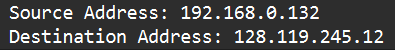 Source Address: 192.168.0.132
Destination Address: 128.119.245.12